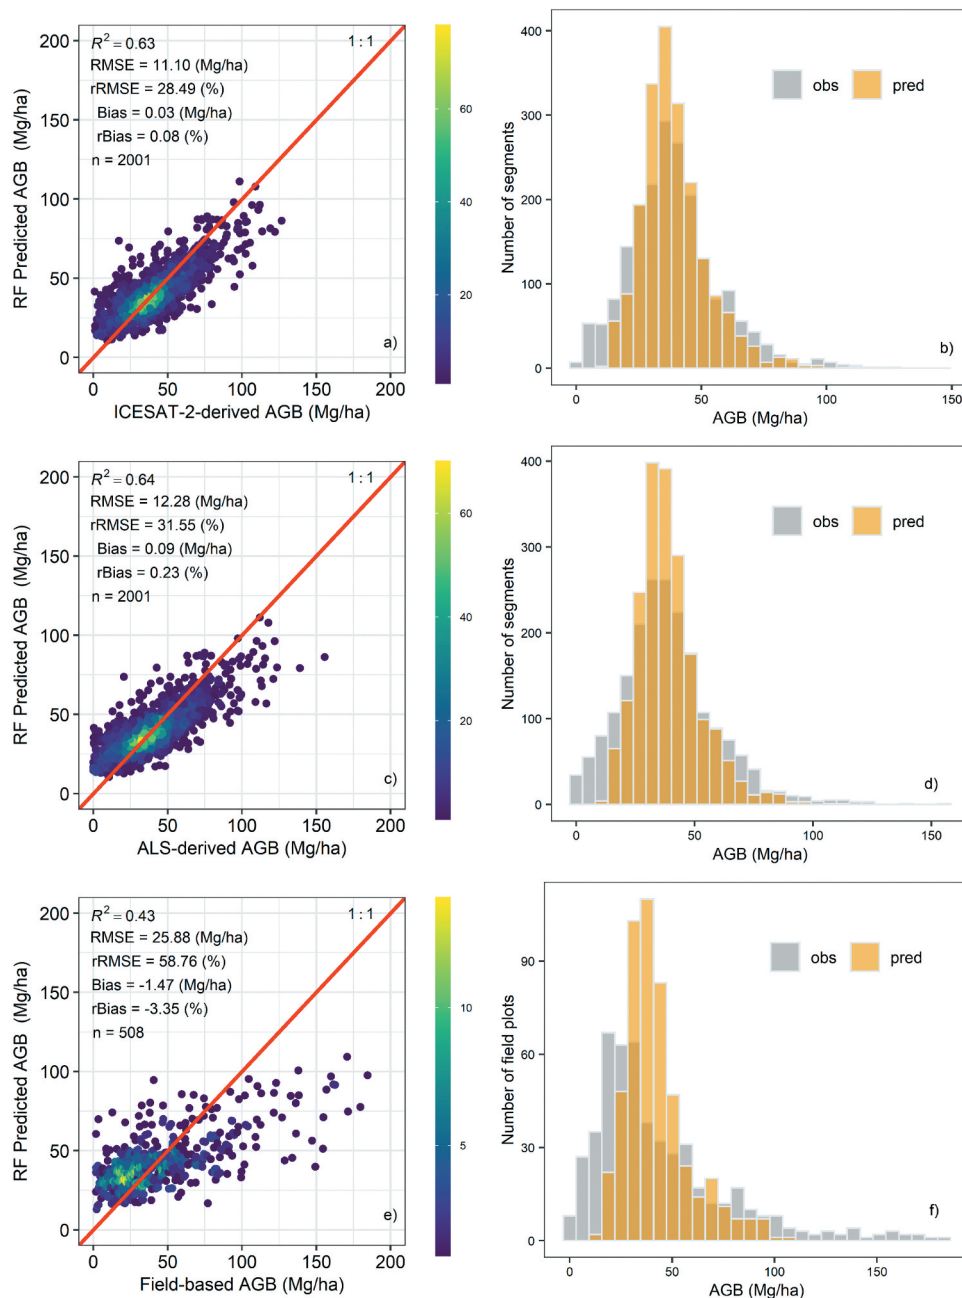 R² = 0.63
RMSE = 11.10 (Mg/ha)
rRMSE = 28.49 (%)
Bias = 0.03 (Mg/ha)
rBias = 0.08 (%)
n = 2001
1 : 1
a)
200
150
100
50
0
RF Predicted AGB (Mg/ha)
0 50 100 150 200
ICESAT-2-derived AGB (Mg/ha)
60
40
20
obs pred
b)
400
300
200
100
0
Number of segments
0 50 100 150
AGB (Mg/ha)
R² = 0.64
RMSE = 12.28 (Mg/ha)
rRMSE = 31.55 (%)
Bias = 0.09 (Mg/ha)
rBias = 0.23 (%)
n = 2001
1 : 1
c)
200
150
100
50
0
RF Predicted AGB (Mg/ha)
0 50 100 150 200
ALS-derived AGB (Mg/ha)
60
40
20
obs pred
d)
400
300
200
100
0
Number of segments
0 50 100 150
AGB (Mg/ha)
R² = 0.43
RMSE = 25.88 (Mg/ha)
rRMSE = 58.76 (%)
Bias = -1.47 (Mg/ha)
rBias = -3.35 (%)
n = 508
1 : 1
e)
200
150
100
50
0
RF Predicted AGB (Mg/ha)
0 50 100 150 200
Field-based AGB (Mg/ha)
10
5
obs pred
f)
90
60
30
0
Number of field plots
0 50 100 150
AGB (Mg/ha)